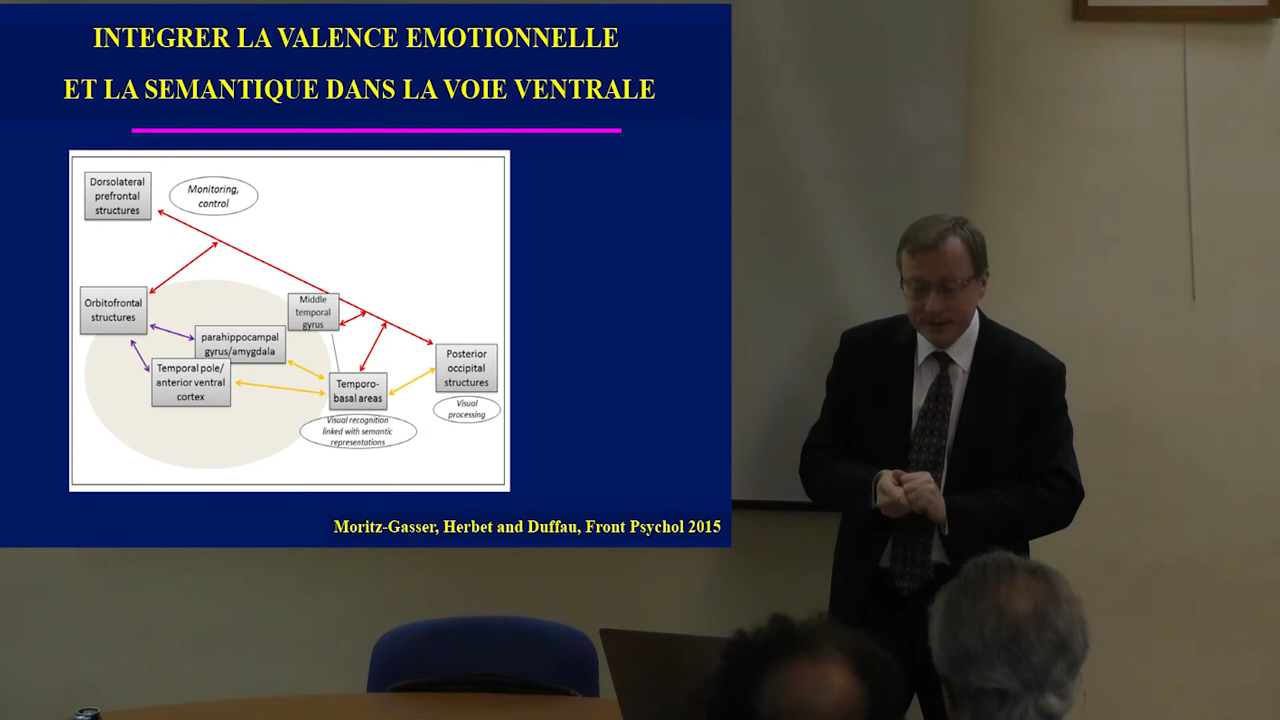 INTEGRER LA VALENCE EMOTIONNELLE
ET LA SEMANTIQUE DANS LA VOIE VENTRALE
Dorsolateral
prefrontal
structures
Monitoring,
control
Orbitofrontal
structures
Middle
temporal
gyrus
parahippocampal
gyrus/amygdala
Temporal pole/
anterior ventral
cortex
Temporo-
basal areas
Posterior
occipital
structures
Visual
processing
Visual recognition
linked with semantic
representations
Moritz-Gasser, Herbet and Duffau, Front Psychol 2015